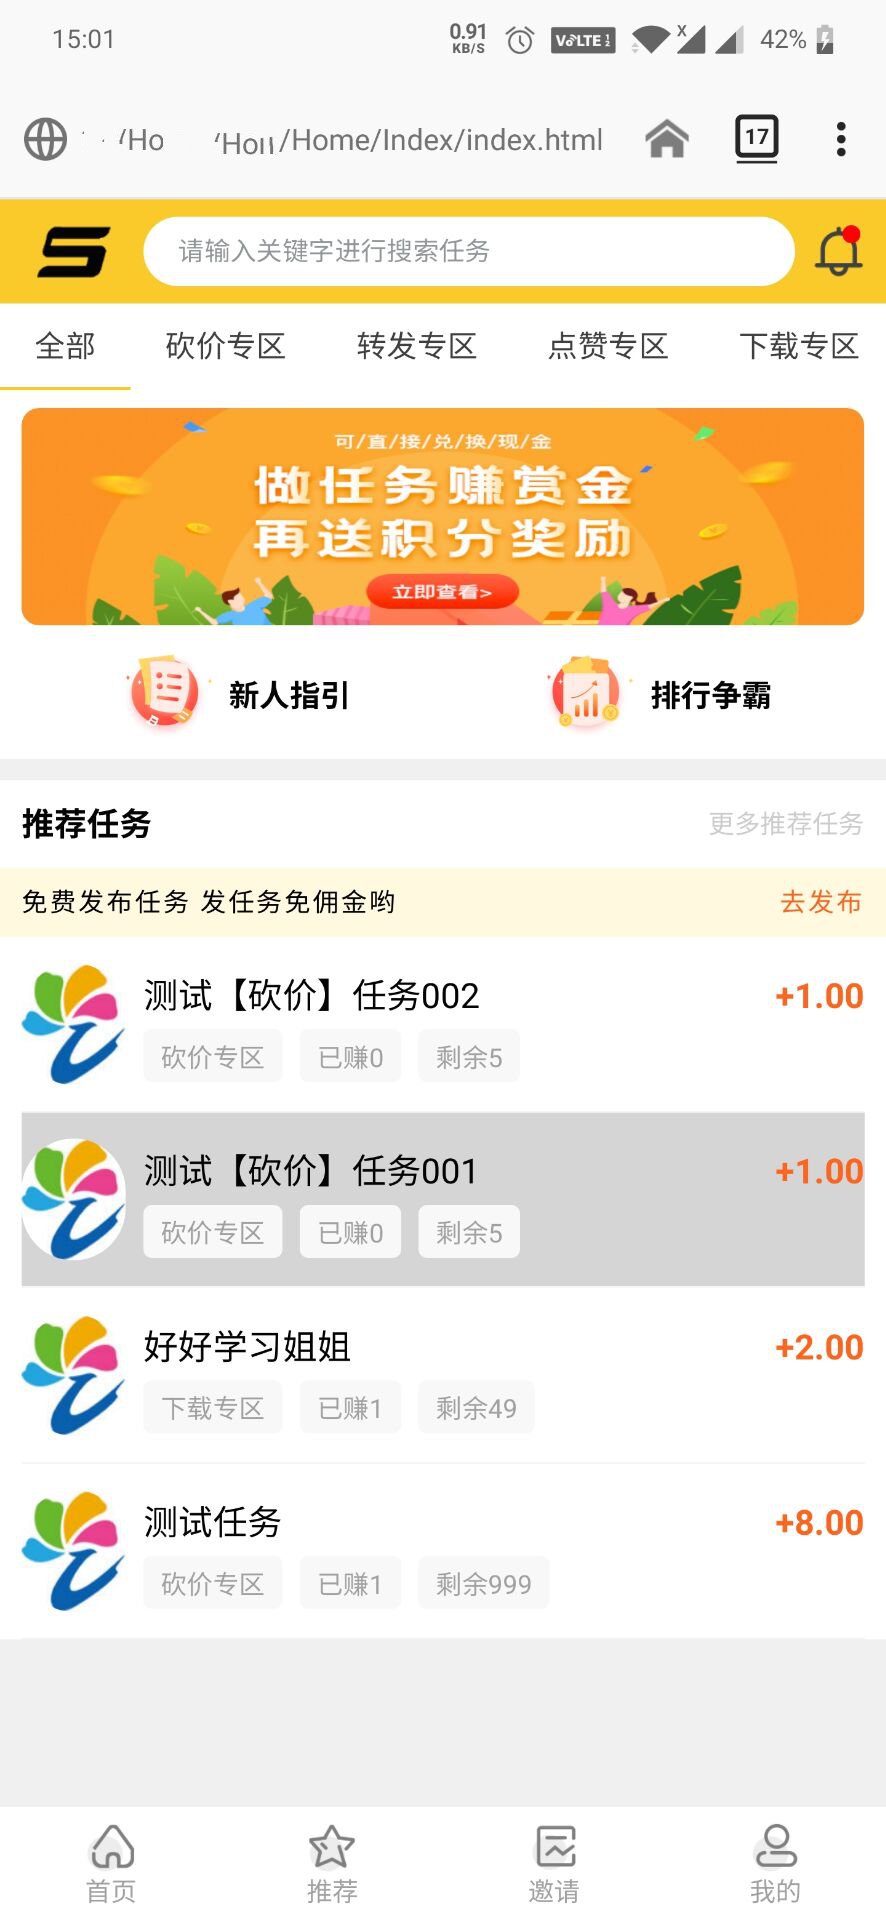 15:01
0.91
KB/S
VoLTE
42%
/Home/Index/index.html
17
请输入关键字进行搜索任务
全部
砍价专区
转发专区
点赞专区
下载专区
可/直/接/兑/换/现/金
做任务赚赏金
再送积分奖励
立即查看>
新人指引
排行争霸
推荐任务
更多推荐任务
免费发布任务 发任务免佣金哟
去发布
测试【砍价】任务002
+1.00
砍价专区
已赚0
剩余5
测试【砍价】任务001
+1.00
砍价专区
已赚0
剩余5
好好学习姐姐
+2.00
下载专区
已赚1
剩余49
测试任务
+8.00
砍价专区
已赚1
剩余999
首页
推荐
邀请
我的